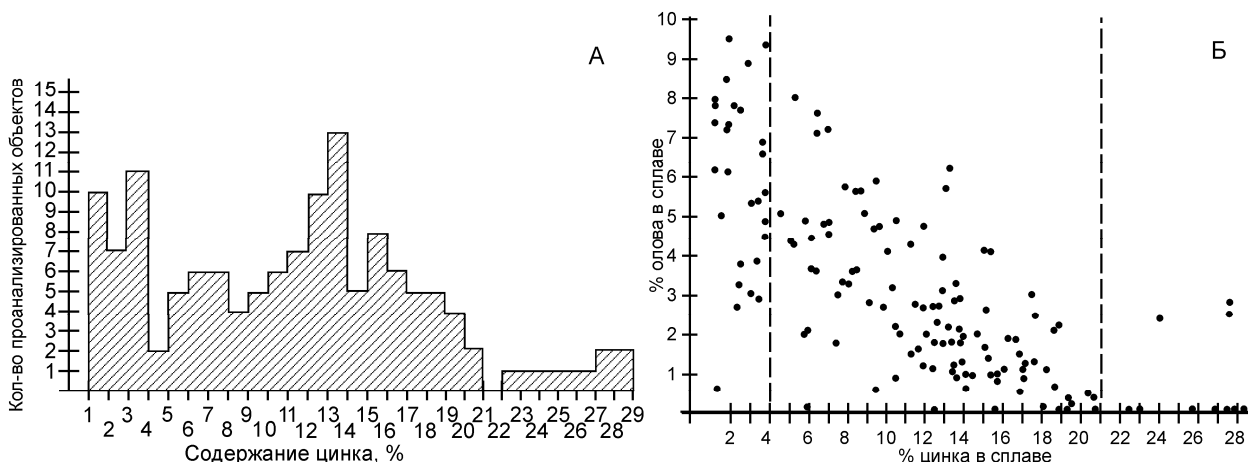 А
Кол-во проанализированных объектов
15
14
13
12
11
10
9
8
7
6
5
4
3
2
1
1 3 5 7 9 11 13 15 17 19 21 23 25 27 29
2 4 6 8 10 12 14 16 18 20 22 24 26 28
Содержание цинка, %
Б
% олова в сплаве
10
9
8
7
6
5
4
3
2
1
2 4 6 8 10 12 14 16 18 20 22 24 26 28
% цинка в сплаве